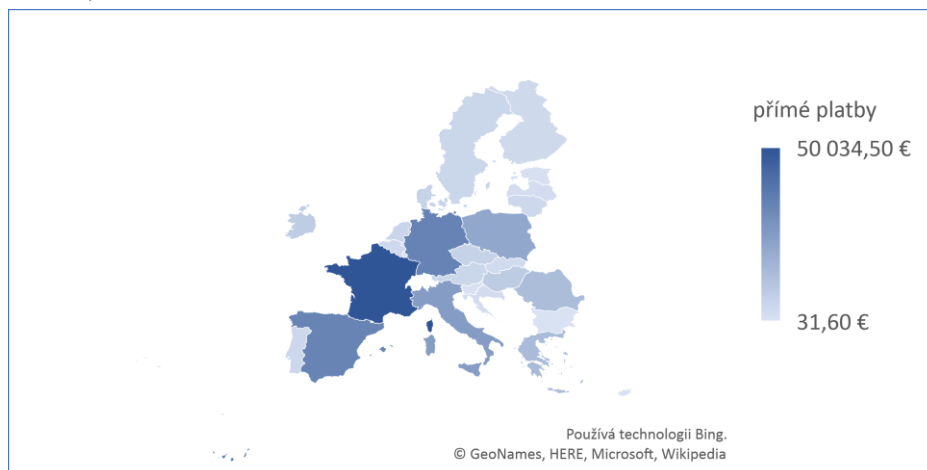 přímé platby
50 034,50 €
31,60 €
Používá technologii Bing.
© GeoNames, HERE, Microsoft, Wikipedia